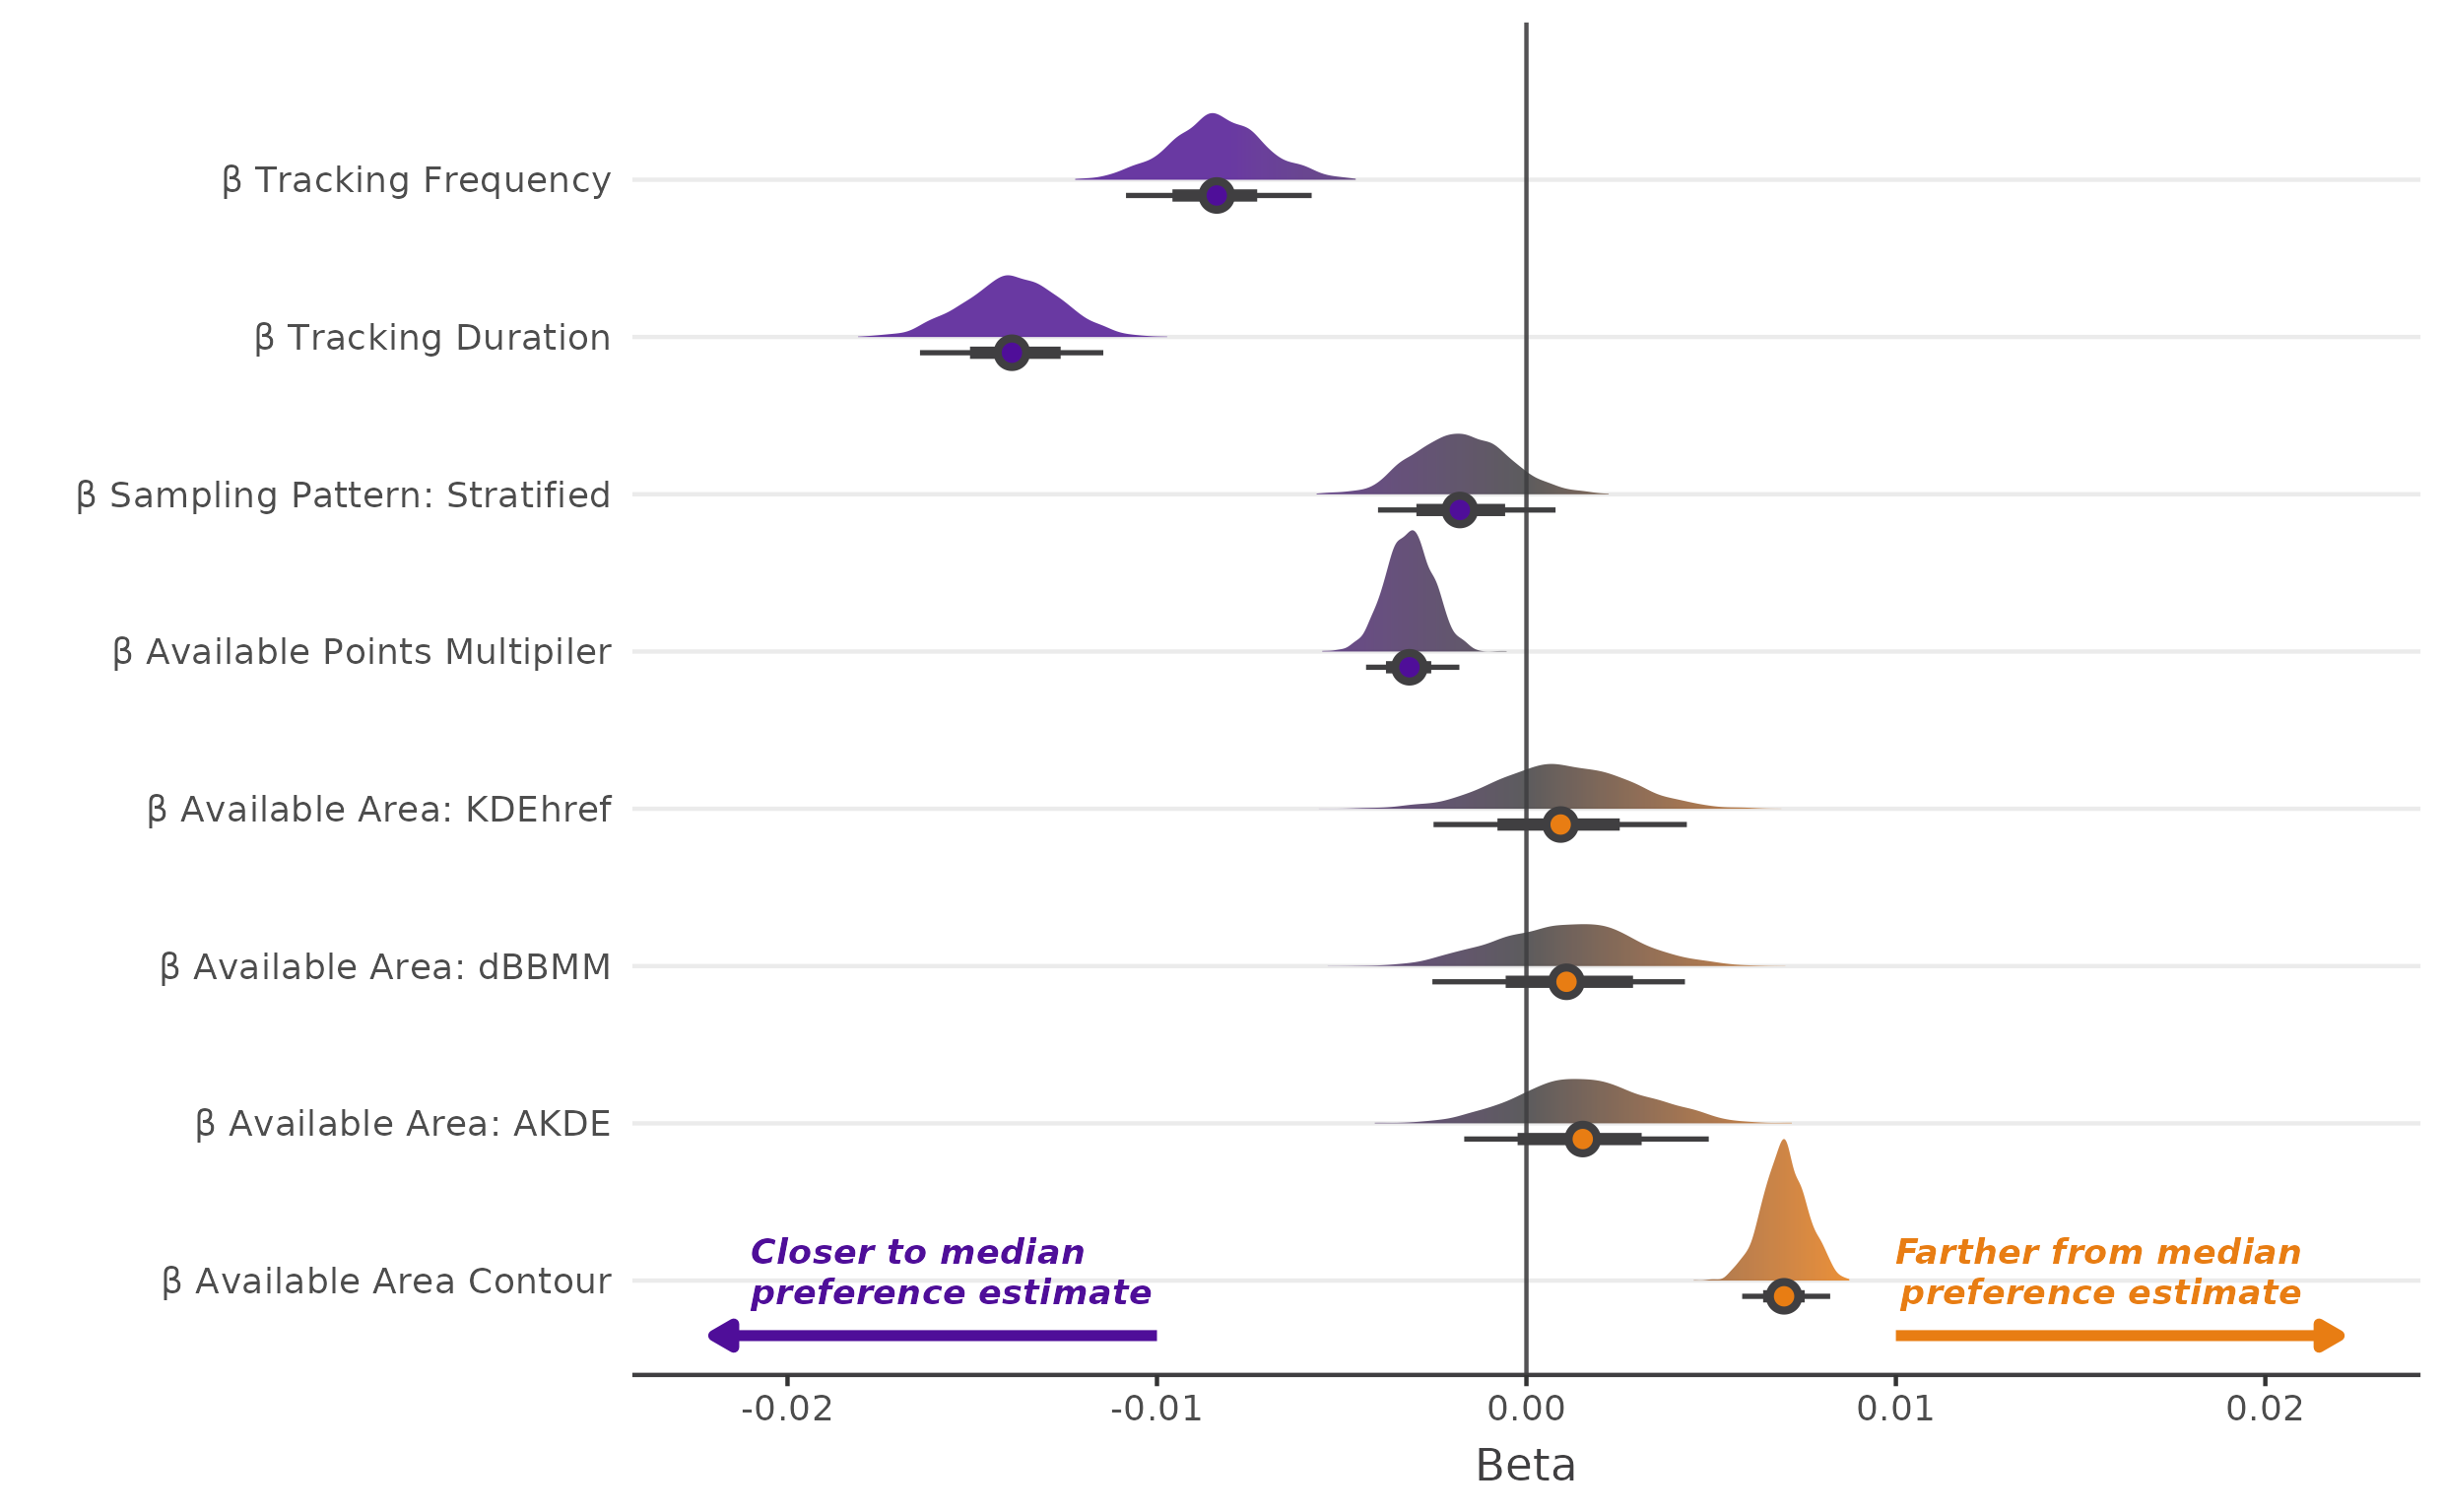 β Tracking Frequency
β Tracking Duration
β Sampling Pattern: Stratified
β Available Points Multipiler
β Available Area: KDEhref
β Available Area: dBBMM
β Available Area: AKDE
β Available Area Contour
Closer to median
preference estimate
Farther from median
preference estimate
-0.02
-0.01
0.00
0.01
0.02
Beta